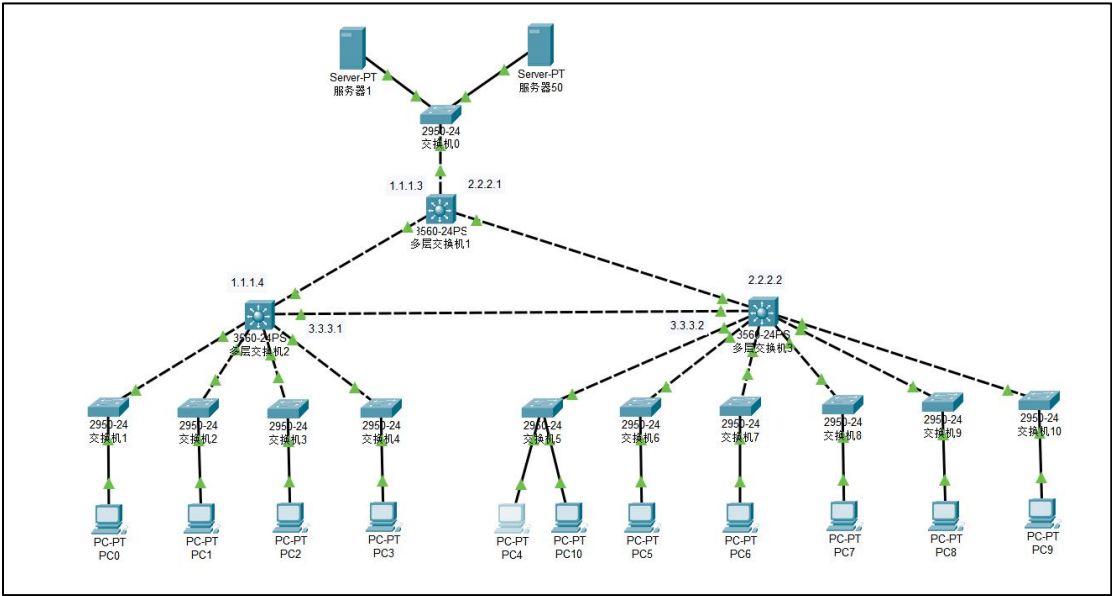 Server-PT
服务器1
Server-PT
服务器50
2950-24
交换机0
1.1.1.3
2.2.2.1
3560-24PS
多层交换机1
1.1.1.4
2.2.2.2
3.3.3.1
3.3.3.2
3560-24PS
多层交换机2
3560-24PS
多层交换机3
2950-24
交换机1
2950-24
交换机2
2950-24
交换机3
2950-24
交换机4
2950-24
交换机5
2950-24
交换机6
2950-24
交换机7
2950-24
交换机8
2950-24
交换机9
2950-24
交换机10
PC-PT
PC0
PC-PT
PC1
PC-PT
PC2
PC-PT
PC3
PC-PT
PC4
PC-PT
PC10
PC-PT
PC5
PC-PT
PC6
PC-PT
PC7
PC-PT
PC8
PC-PT
PC9